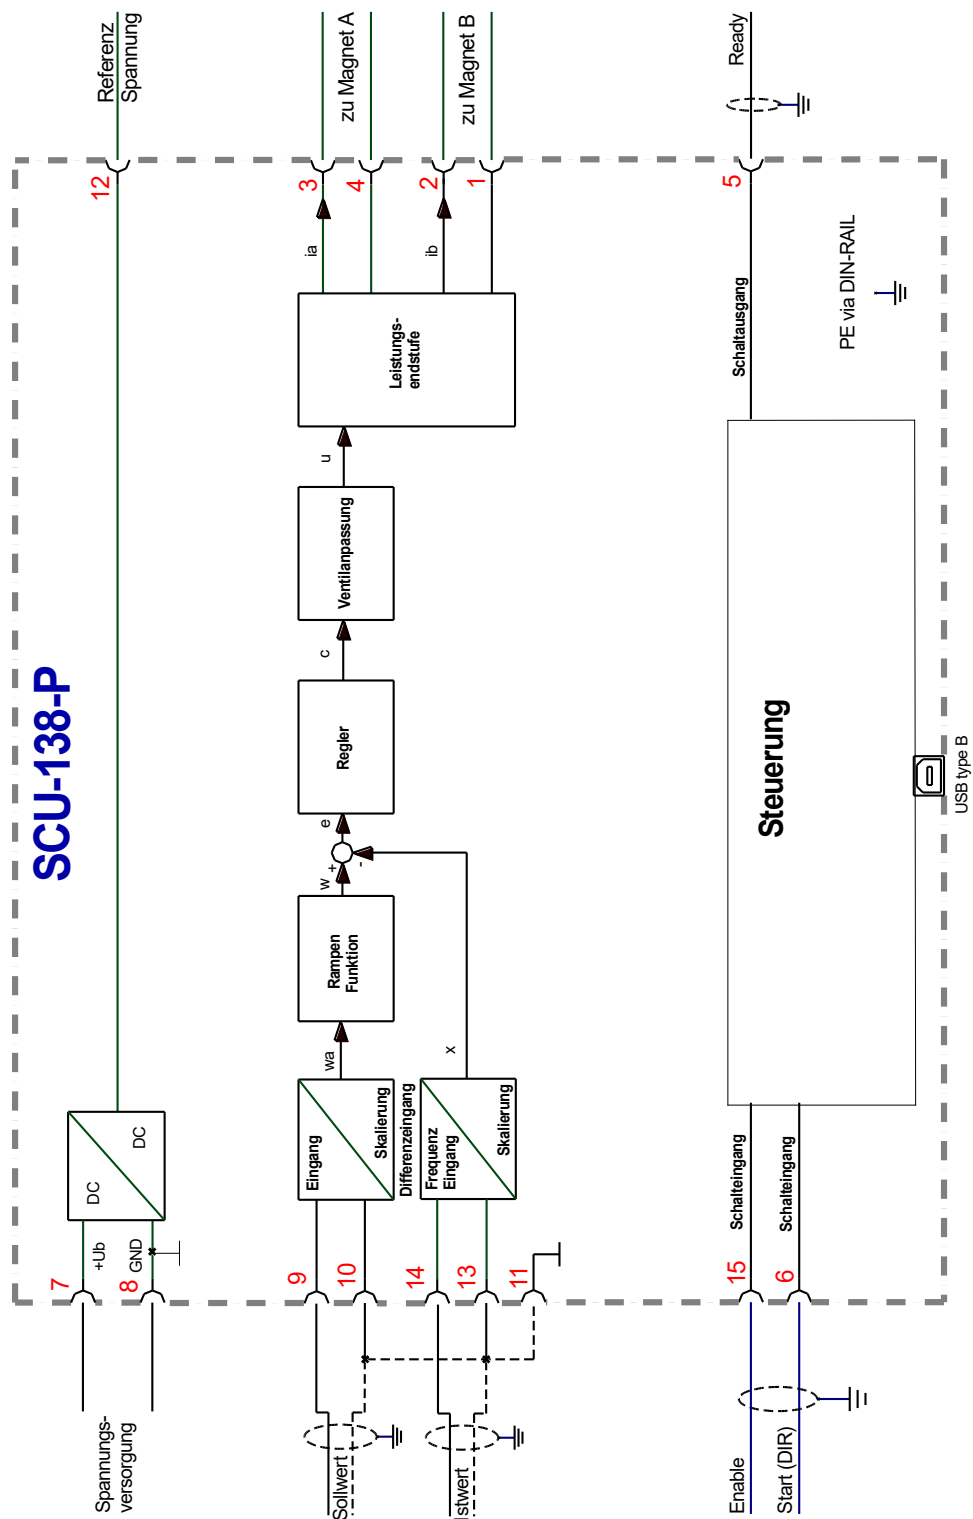 SCU-138-P
Spannungs-
versorgung
7
+Ub
8
GND
DC
DC
12
Referenz
Spannung
Sollwert
9
10
Eingang
Skalierung
Differenzeingang
wa
Rampen
Funktion
w
+
-
e
Regler
c
Ventilanpassung
u
Leistungs-
endstufe
ia
3
4
zu Magnet A
ib
2
1
zu Magnet B
Istwert
14
13
11
Frequenz
Eingang
Skalierung
x
Enable
15
Schalteingang
Start (DIR)
6
Schalteingang
Steuerung
USB type B
Schaltausgang
5
Ready
PE via DIN-RAIL